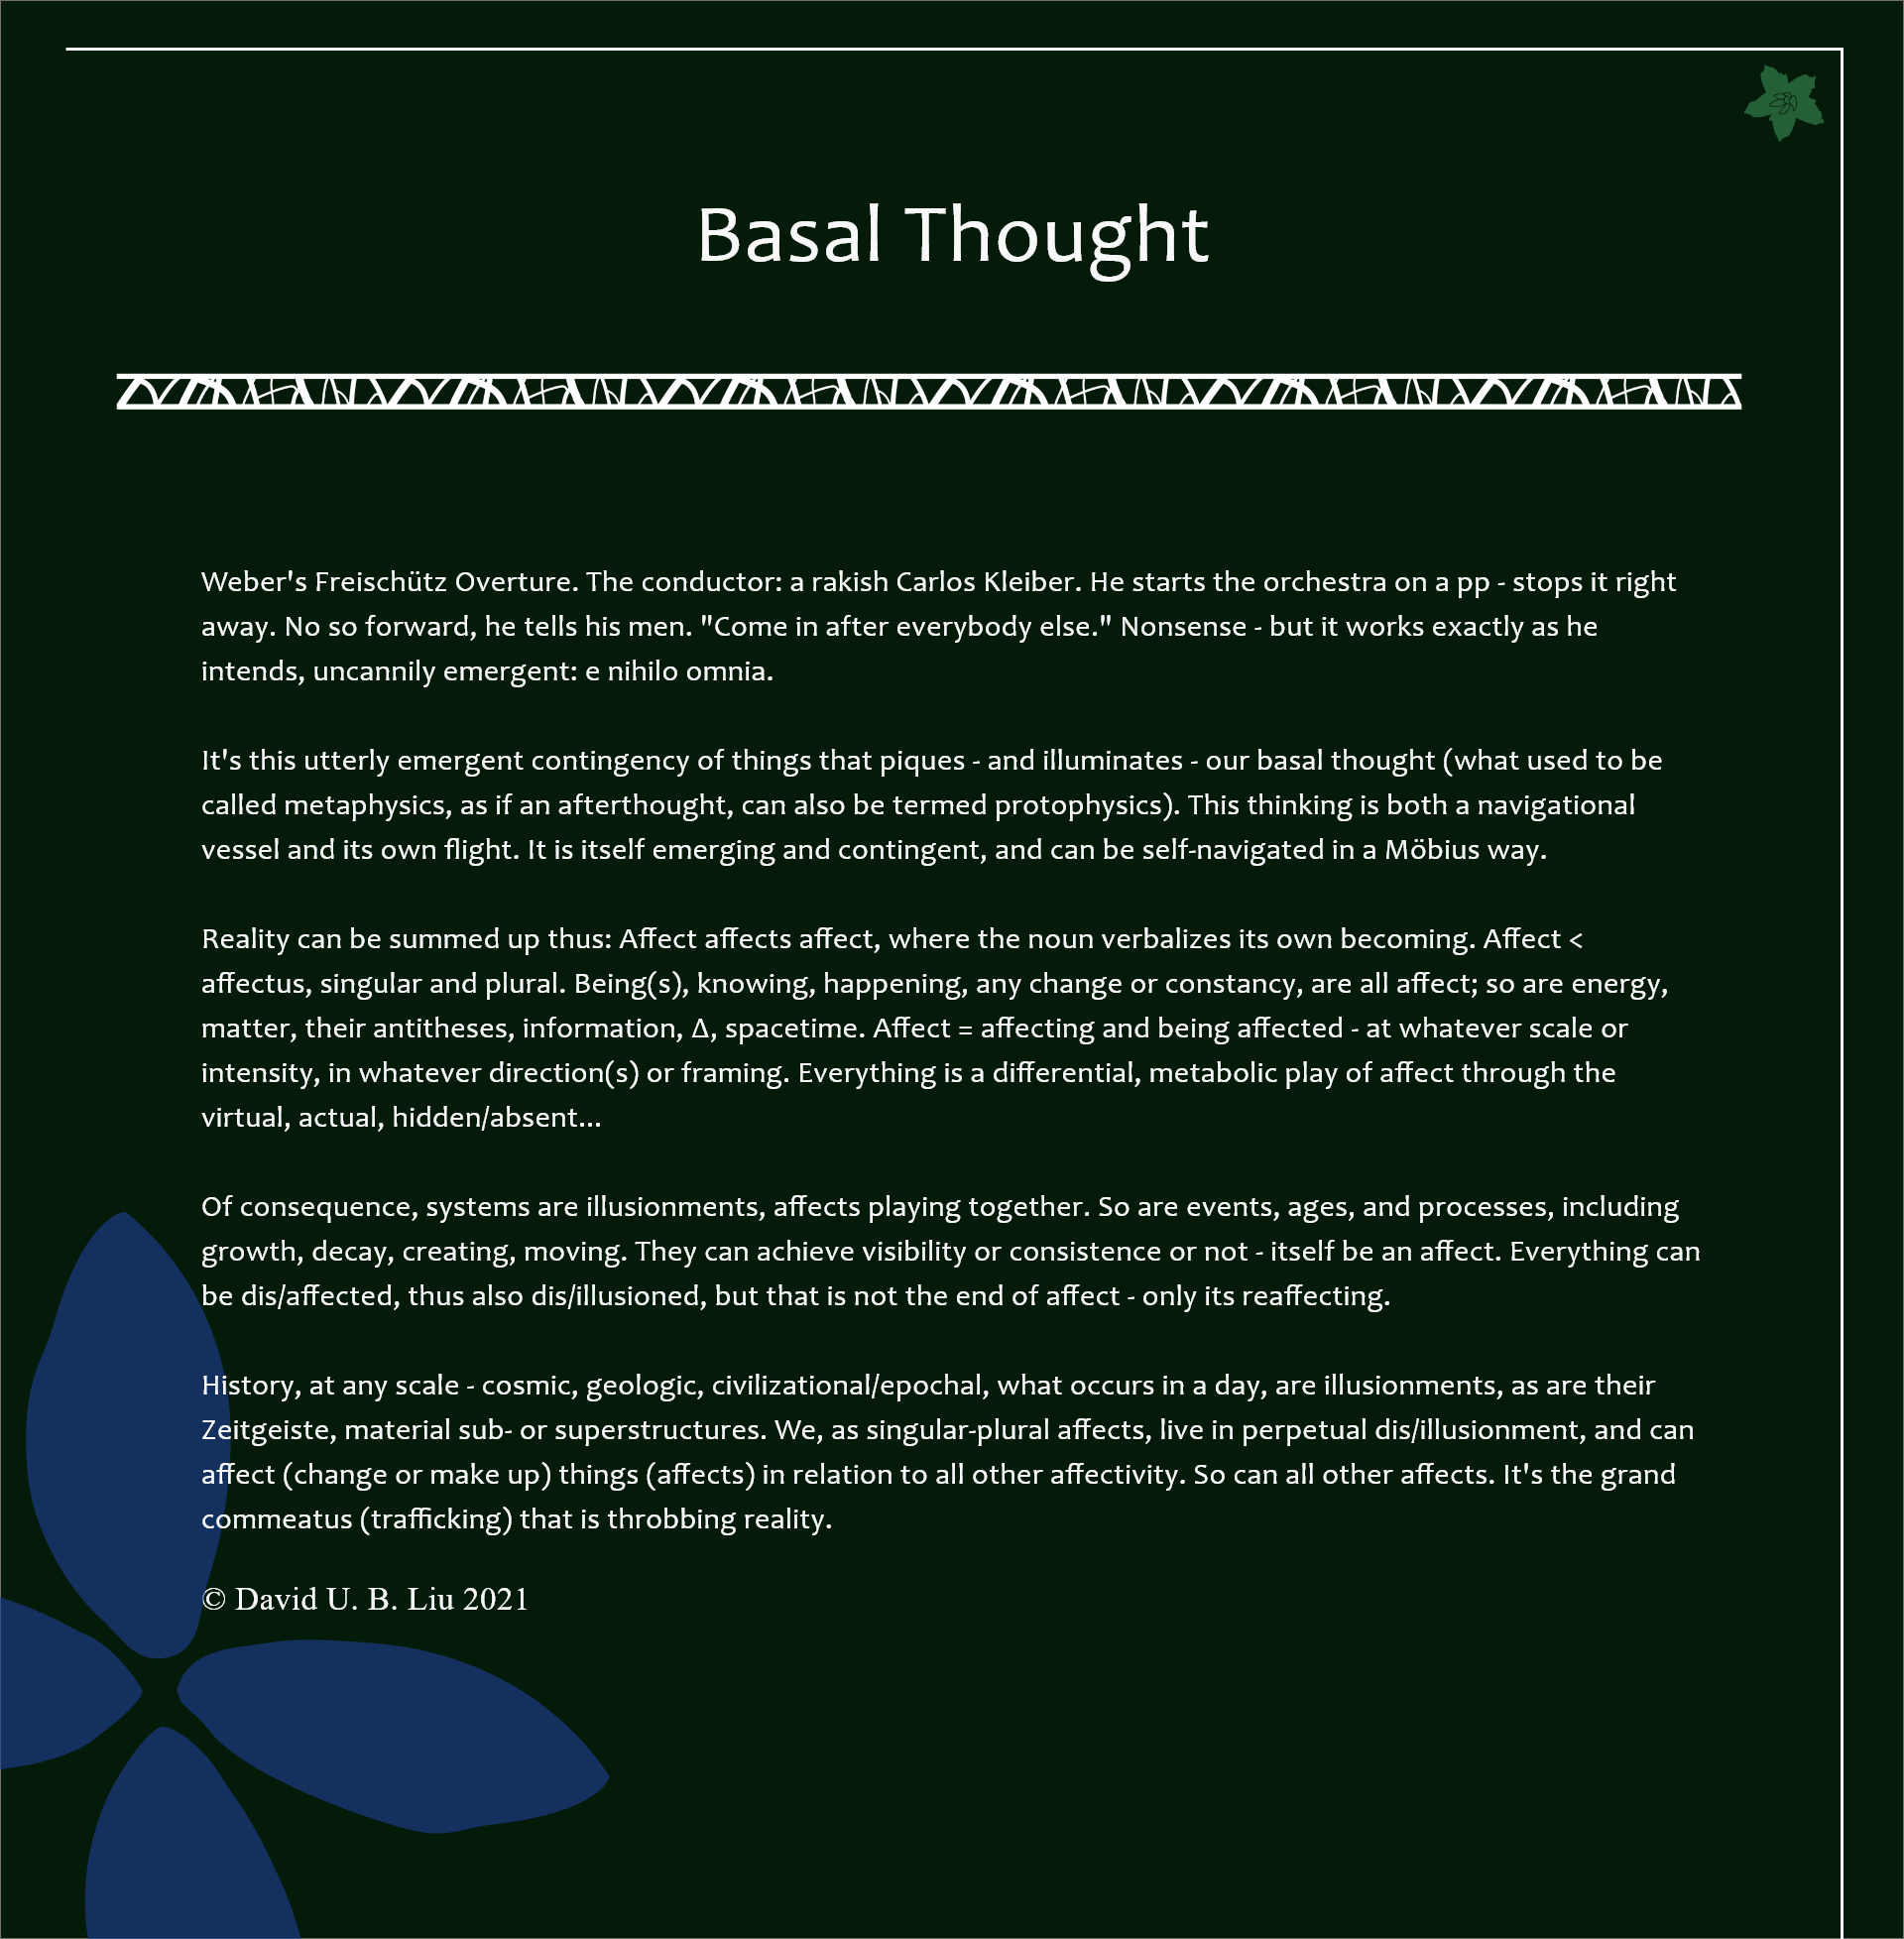 Basal Thought
Weber's Freischütz Overture. The conductor: a rakish Carlos Kleiber. He starts the orchestra on a pp - stops it right
away. No so forward, he tells his men. "Come in after everybody else." Nonsense - but it works exactly as he
intends, uncannily emergent: e nihilo omnia.
It's this utterly emergent contingency of things that piques - and illuminates - our basal thought (what used to be
called metaphysics, as if an afterthought, can also be termed protophysics). This thinking is both a navigational
vessel and its own flight. It is itself emerging and contingent, and can be self-navigated in a Möbius way.
Reality can be summed up thus: Affect affects affect, where the noun verbalizes its own becoming. Affect <
affectus, singular and plural. Being(s), knowing, happening, any change or constancy, are all affect; so are energy,
matter, their antitheses, information, Δ, spacetime. Affect = affecting and being affected - at whatever scale or
intensity, in whatever direction(s) or framing. Everything is a differential, metabolic play of affect through the
virtual, actual, hidden/absent...
Of consequence, systems are illusionments, affects playing together. So are events, ages, and processes, including
growth, decay, creating, moving. They can achieve visibility or consistence or not - itself be an affect. Everything can
be dis/affected, thus also dis/illusioned, but that is not the end of affect - only its reaffecting.
History, at any scale - cosmic, geologic, civilizational/epochal, what occurs in a day, are illusionments, as are their
Zeitgeiste, material sub- or superstructures. We, as singular-plural affects, live in perpetual dis/illusionment, and can
affect (change or make up) things (affects) in relation to all other affectivity. So can all other affects. It's the grand
commeatus (trafficking) that is throbbing reality.
© David U. B. Liu 2021